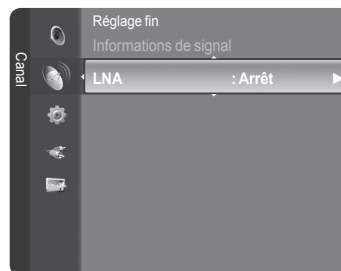 Canal
Réglage fin
Informations de signal
LNA : Arrêt